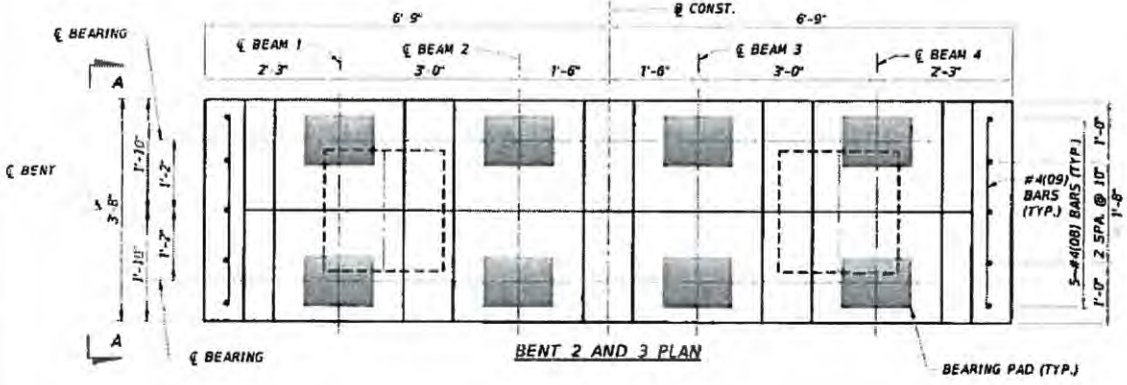 ℄ CONST.
6'-9" 6'-9"
℄ BEARING
℄ BEAM 1 ℄ BEAM 2 ℄ BEAM 3 ℄ BEAM 4
2'-3" 3'-0" 1'-6" 1'-6" 3'-0" 2'-3"
A
℄ BENT
3'-8"
1'-10"
1'-2"
1'-2"
1'-10"
#4(09)
BARS
(TYP.)
5-#4(08) BARS (TYP.)
1'-0" 2 SPA. @ 10" 1'-0"
A
℄ BEARING
BENT 2 AND 3 PLAN
BEARING PAD (TYP.)